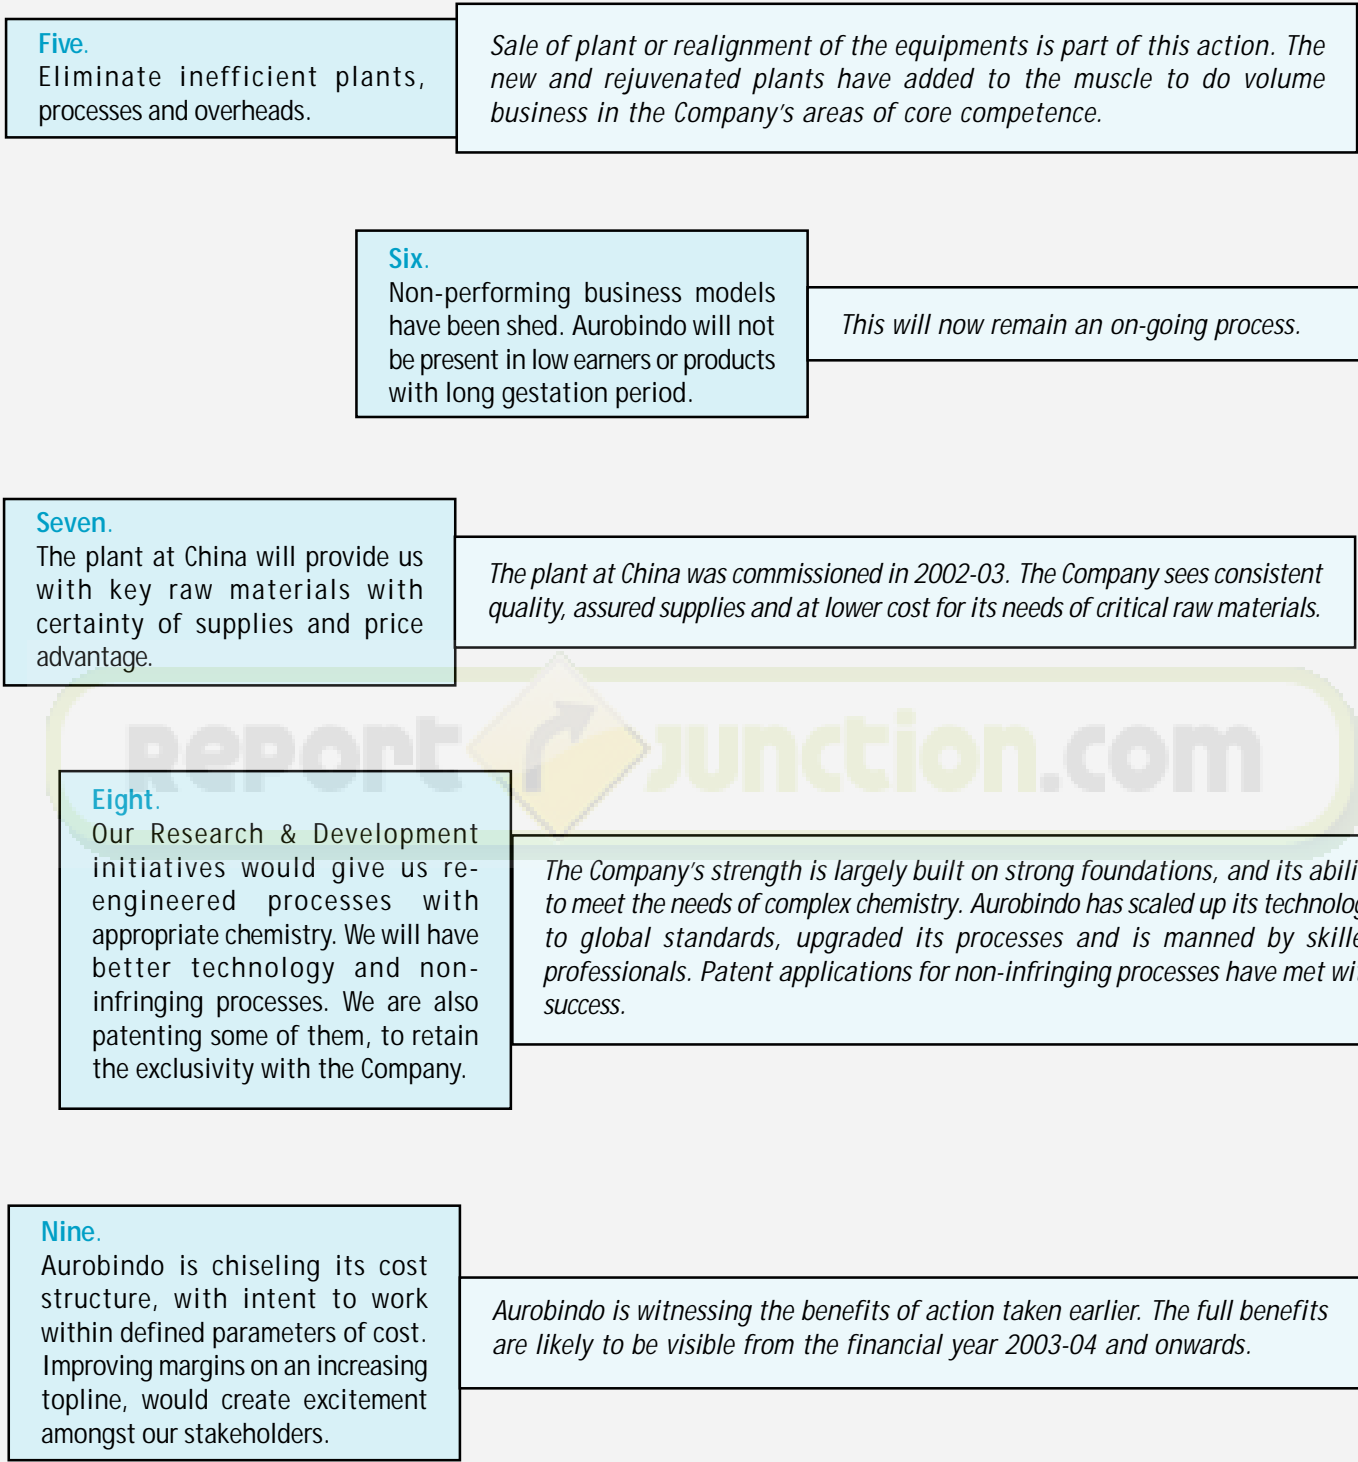 Five.
Eliminate inefficient plants,
processes and overheads.
Sale of plant or realignment of the equipments is part of this action. The
new and rejuvenated plants have added to the muscle to do volume
business in the Company's areas of core competence.
Six.
Non-performing business models
have been shed. Aurobindo will not
be present in low earners or products
with long gestation period.
This will now remain an on-going process.
Seven.
The plant at China will provide us
with key raw materials with
certainty of supplies and price
advantage.
The plant at China was commissioned in 2002-03. The Company sees consistent
quality, assured supplies and at lower cost for its needs of critical raw materials.
Report Junction.com
Eight.
Our Research & Development
initiatives would give us re-
engineered processes with
appropriate chemistry. We will have
better technology and non-
infringing processes. We are also
patenting some of them, to retain
the exclusivity with the Company.
The Company's strength is largely built on strong foundations, and its
to meet the needs of complex chemistry. Aurobindo has scaled up its
to global standards, upgraded its processes and is manned by
professionals. Patent applications for non-infringing processes have met
success.
Nine.
Aurobindo is chiseling its cost
structure, with intent to work
within defined parameters of cost.
Improving margins on an increasing
topline, would create excitement
amongst our stakeholders.
Aurobindo is witnessing the benefits of action taken earlier. The full benefits
are likely to be visible from the financial year 2003-04 and onwards.